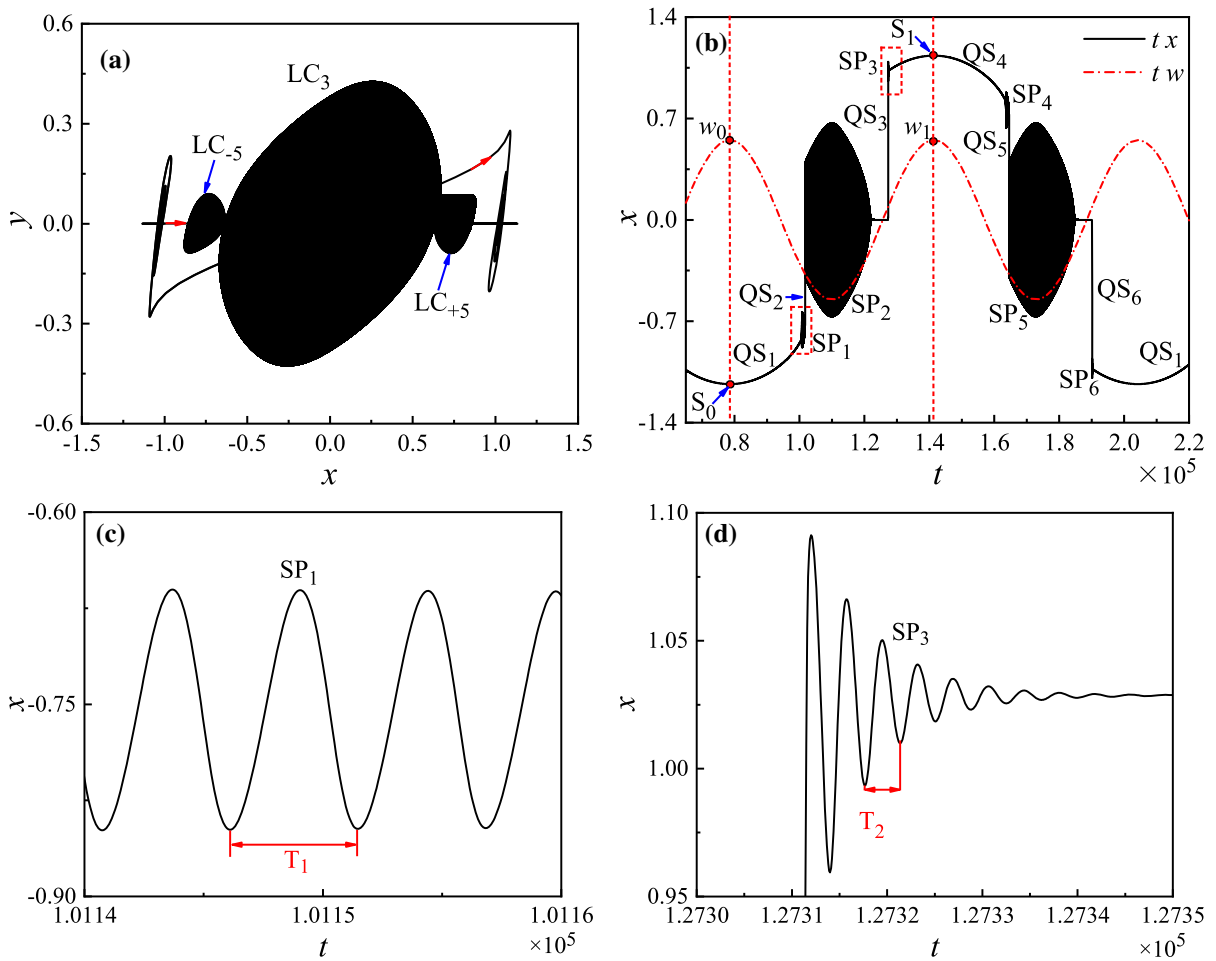 (a)
LC3
LC-5
LC+5
y
0.6
0.3
0.0
-0.3
-0.6
-1.5 -1.0 -0.5 0.0 0.5 1.0 1.5
x
(b)
S1
t x
t w
SP3
QS4
SP4
QS3
QS5
w0
w1
QS2
SP2
SP5
QS6
QS1
SP1
SP6
QS1
S0
x
1.4
0.7
0.0
-0.7
-1.4
0.8 1.0 1.2 1.4 1.6 1.8 2.0 2.2
t
×10^5
(c)
SP1
T1
x
-0.60
-0.75
-0.90
1.0114 1.0115 1.0116
t
×10^5
(d)
SP3
T2
x
1.10
1.05
1.00
0.95
1.2730 1.2731 1.2732 1.2733 1.2734 1.2735
t
×10^5